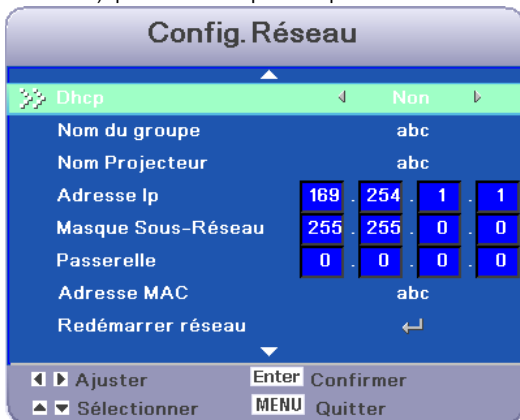 Config. Réseau
Dhcp Non
Nom du groupe abc
Nom Projecteur abc
Adresse Ip 169 . 254 . 1 . 1
Masque Sous-Réseau 255 . 255 . 0 . 0
Passerelle 0 . 0 . 0 . 0
Adresse MAC abc
Redémarrer réseau
Ajuster Enter Confirmer
Sélectionner MENU Quitter